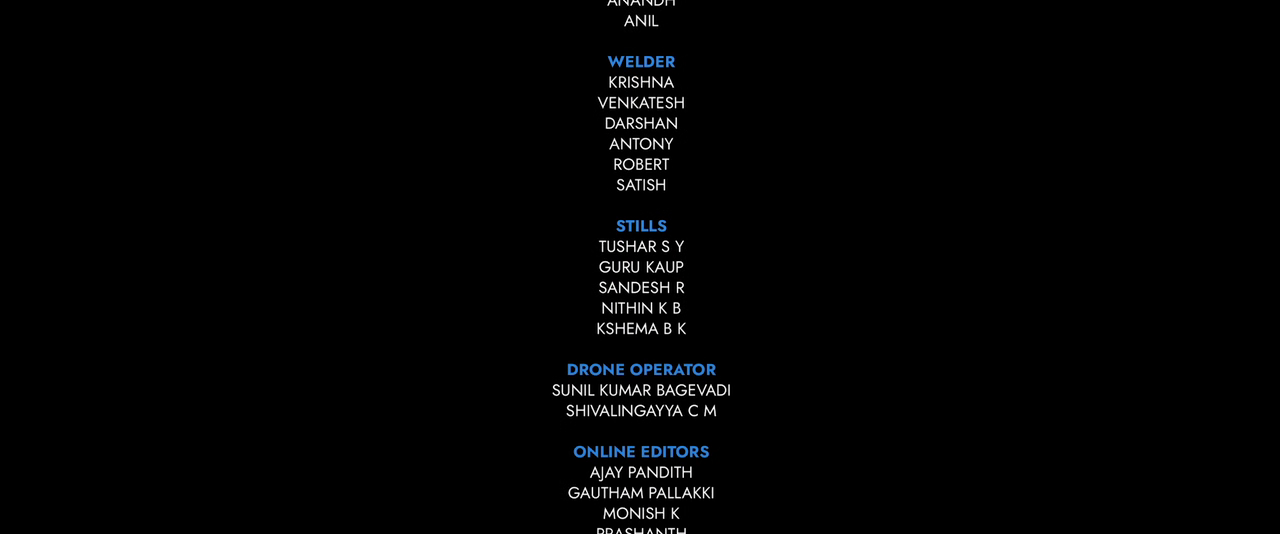 ANANDH
ANIL
WELDER
KRISHNA
VENKATESH
DARSHAN
ANTONY
ROBERT
SATISH
STILLS
TUSHAR S Y
GURU KAUP
SANDESH R
NITHIN K B
KSHEMA B K
DRONE OPERATOR
SUNIL KUMAR BAGEVADI
SHIVALINGAYYA C M
ONLINE EDITORS
AJAY PANDITH
GAUTHAM PALLAKKI
MONISH K
PRASHANTH